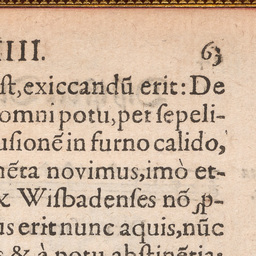 IIII. 63
st, exiccandũ erit: De
omni potu, per sepeli-
usionẽ in furno calido,
nẽta novimus, imò et-
x Wisbadenses nõ p-
us erit nunc aquis, nũc
s & à potu abstinẽtia: